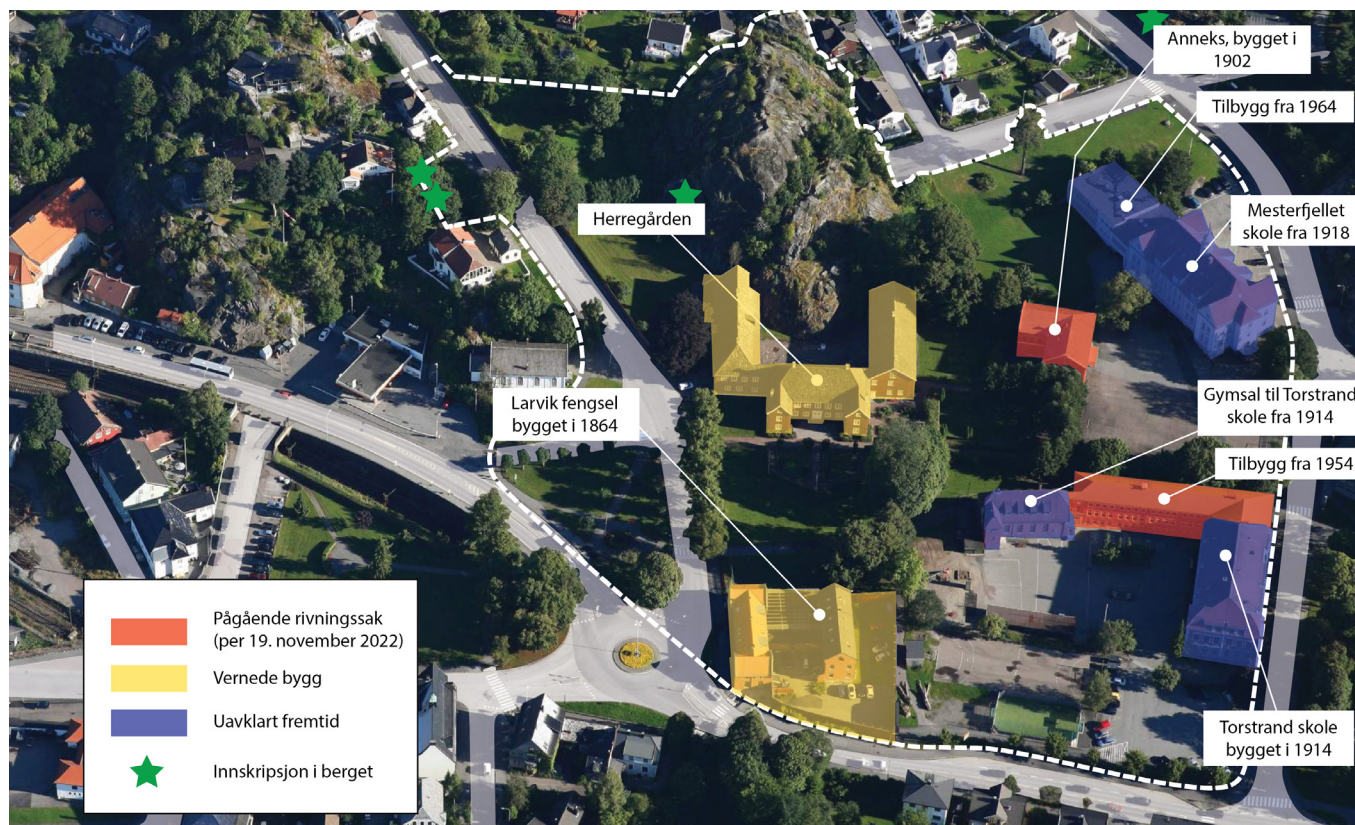 Anneks, bygget i
1902
Tilbygg fra 1964
Mesterfjellet
skole fra 1918
Herregården
Larvik fengsel
bygget i 1864
Gymsal til Torstrand
skole fra 1914
Tilbygg fra 1954
Torstrand skole
bygget i 1914
Pågående rivningssak
(per 19. november 2022)
Vernede bygg
Uavklart fremtid
Innskripsjon i berget